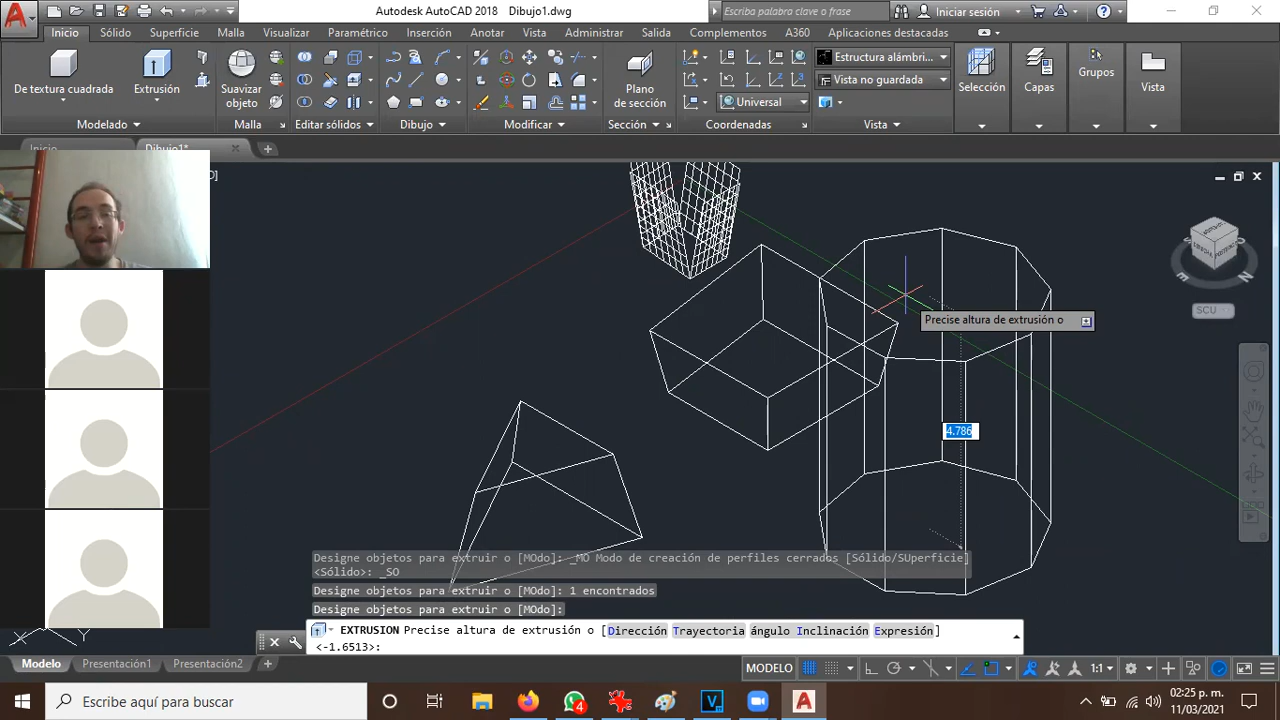 Autodesk AutoCAD 2018 Dibujo1.dwg
Escriba palabra clave o frase
Iniciar sesión
Inicio Sólido Superficie Malla Visualizar Paramétrico Inserción Anotar Vista Administrar Salida Complementos A360 Aplicaciones destacadas
De textura cuadrada
Extrusión
Suavizar objeto
Plano de sección
Estructura alámbri...
Vista no guardada
Universal
Selección
Capas
Grupos
Vista
Modelado Malla Editar sólidos Dibujo Modificar Sección Coordenadas Vista
Inicio Dibujo1*
SCU
Precise altura de extrusión o
4.786
Designe objetos para extruir o [MOdo]: _MO Modo de creación de perfiles cerrados [Sólido/SUperficie]
<Sólido>: _SO
Designe objetos para extruir o [MOdo]: 1 encontrados
Designe objetos para extruir o [MOdo]:
EXTRUSION Precise altura de extrusión o [Dirección Trayectoria ángulo Inclinación Expresión]
<-1.6513>:
X Y
Modelo Presentación1 Presentación2
MODELO
1:1
Escribe aquí para buscar
4
02:25 p. m.
11/03/2021